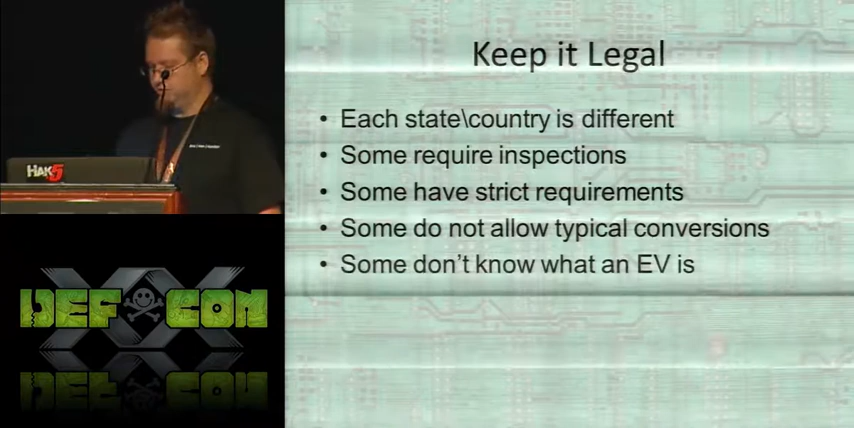 Keep it Legal
• Each state\country is different
• Some require inspections
• Some have strict requirements
• Some do not allow typical conversions
• Some don't know what an EV is
HAK5
DEF CON
XX